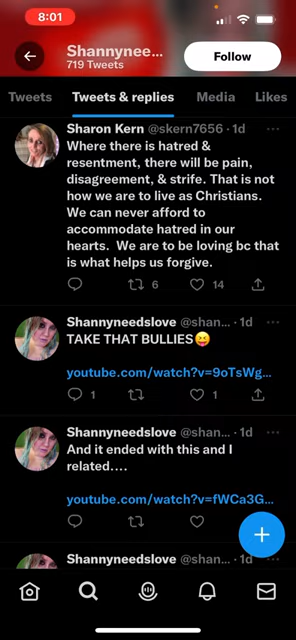 8:01
Shannynee...
719 Tweets
Follow
Tweets
Tweets & replies
Media
Likes
Sharon Kern @skern7656 · 1d
Where there is hatred &
resentment, there will be pain,
disagreement, & strife. That is not
how we are to live as Christians.
We can never afford to
accommodate hatred in our
hearts.  We are to be loving bc that
is what helps us forgive.
6
14
Shannyneedslove @shan... · 1d
TAKE THAT BULLIES😝
youtube.com/watch?v=9oTsWg...
1
1
Shannyneedslove @shan... · 1d
And it ended with this and I
related....
youtube.com/watch?v=fWCa3G...
Shannyneedslove @shan... · 1d